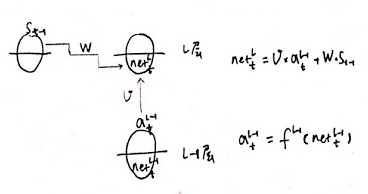 S_{t-1}
W
net_t^L
L层
net_t^L = U·a_t^{L-1} + W·S_{t-1}
U
a_t^{L-1}
net_t^{L-1}
L-1层
a_t^{L-1} = f^{L-1}(net_t^{L-1})